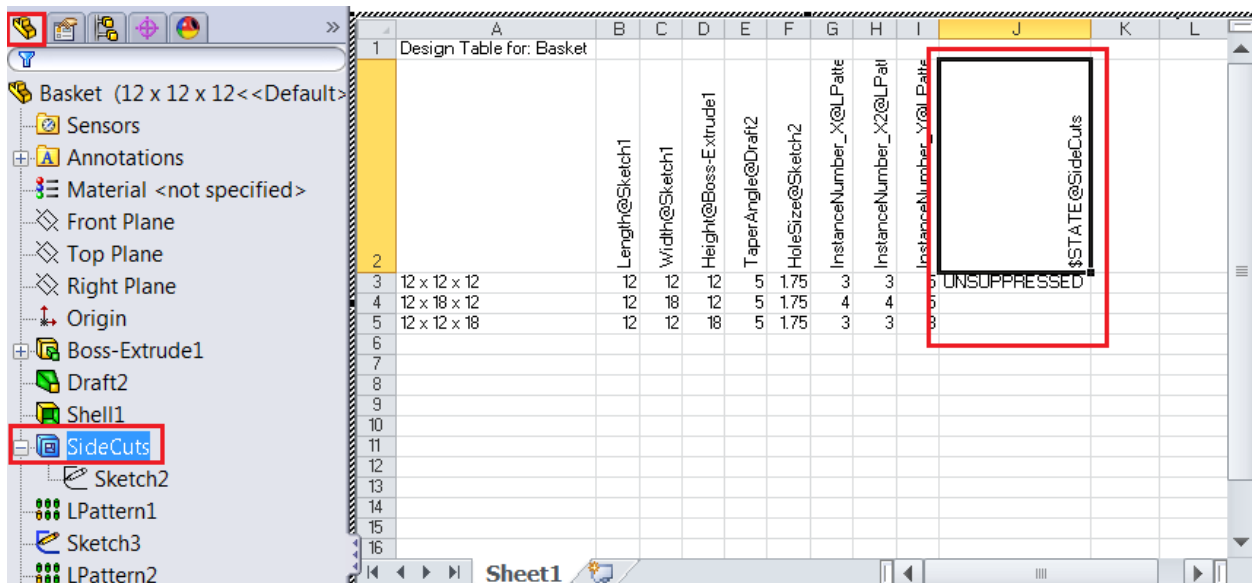 Basket (12 x 12 x 12<<Default>
Sensors
Annotations
Material <not specified>
Front Plane
Top Plane
Right Plane
Origin
Boss-Extrude1
Draft2
Shell1
SideCuts
Sketch2
LPattern1
Sketch3
LPattern2
A B C D E F G H I J K L
1 Design Table for: Basket
2 Length@Sketch1 Width@Sketch1 Height@Boss-Extrude1 TaperAngle@Draft2 HoleSize@Sketch2 InstanceNumber_X@LPatte InstanceNumber_X2@LPatl InstanceNumber_Y@LPatte $STATE@SideCuts
3 12 x 12 x 12 12 12 12 5 1.75 3 3 5 UNSUPPRESSED
4 12 x 18 x 12 12 18 12 5 1.75 4 4 5
5 12 x 12 x 18 12 12 18 5 1.75 3 3 8
6
7
8
9
10
11
12
13
14
15
16
Sheet1